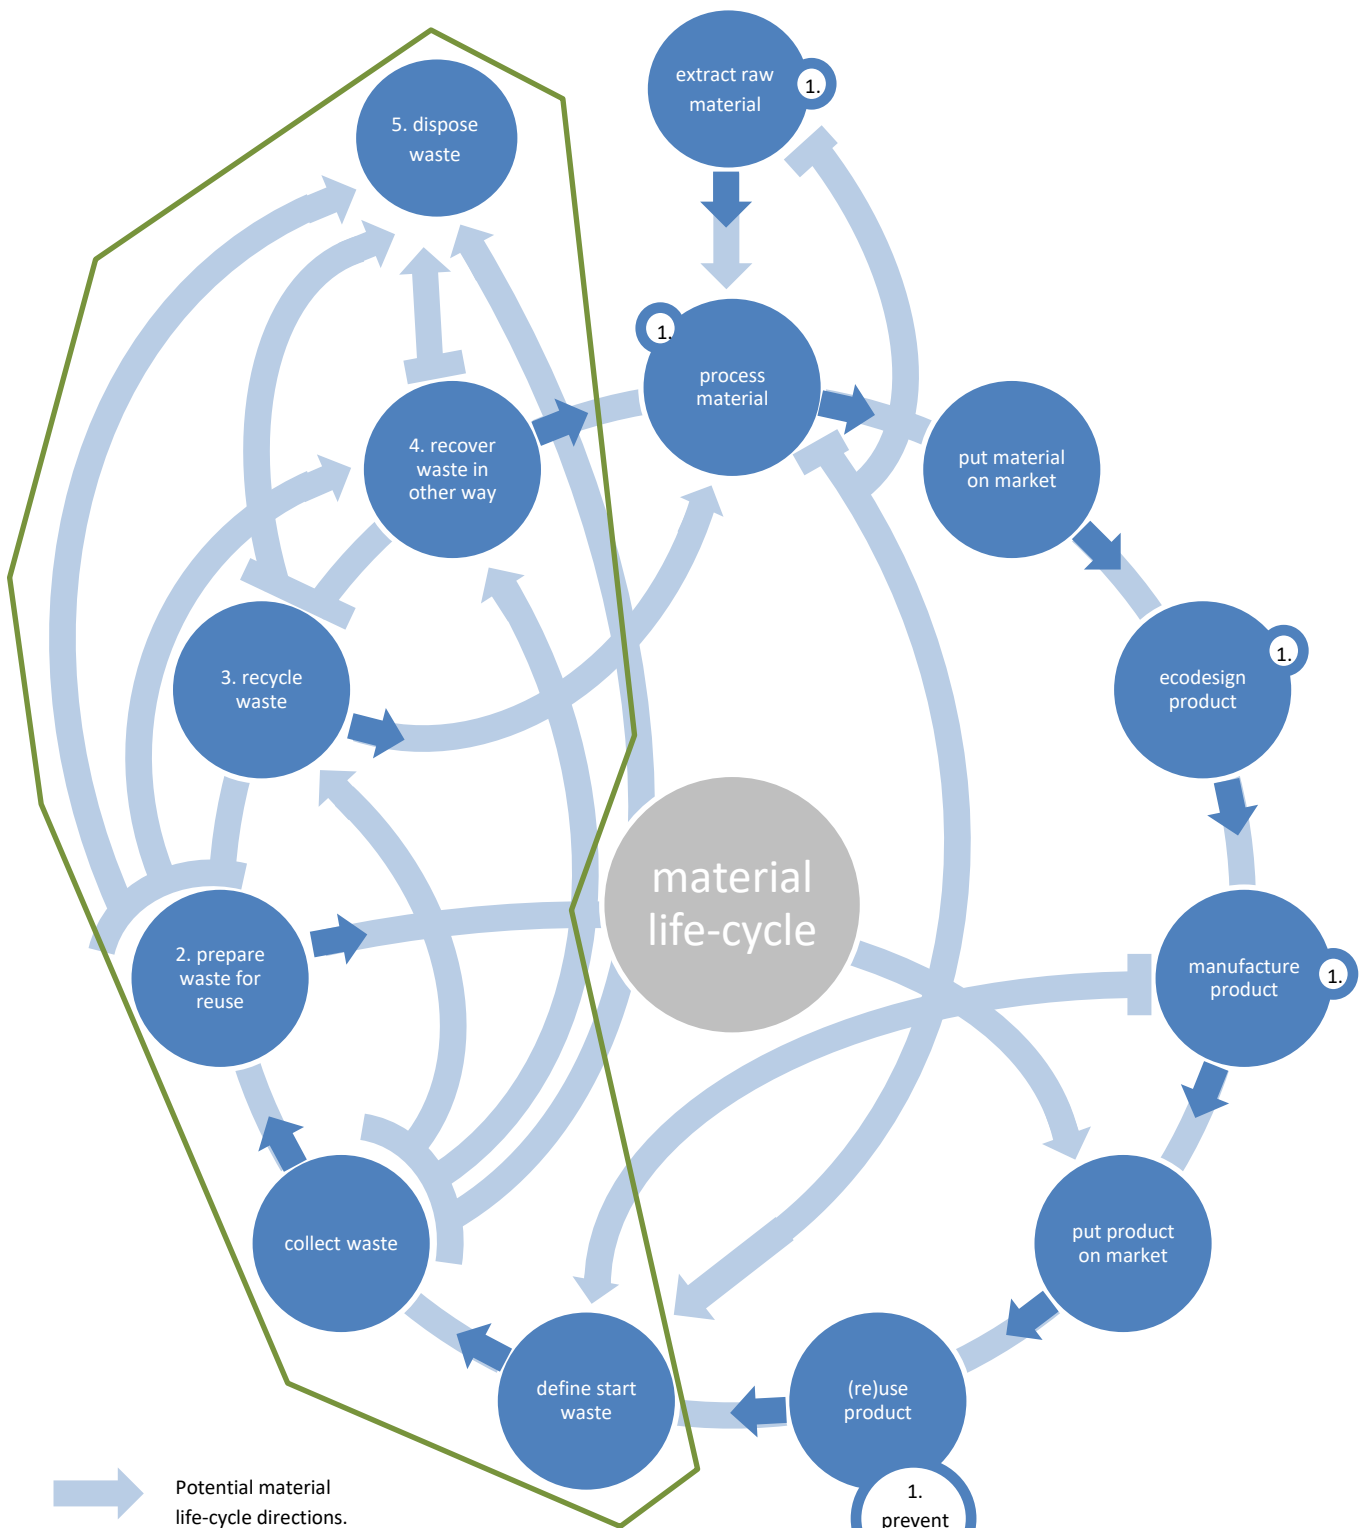 extract raw
material
1.
5. dispose
waste
1.
process
material
4. recover
waste in
other way
put material
on market
3. recycle
waste
ecodesign
product
1.
material
life-cycle
2. prepare
waste for
reuse
manufacture
product
1.
collect waste
put product
on market
define start
waste
(re)use
product
1.
prevent
Potential material
life-cycle directions.